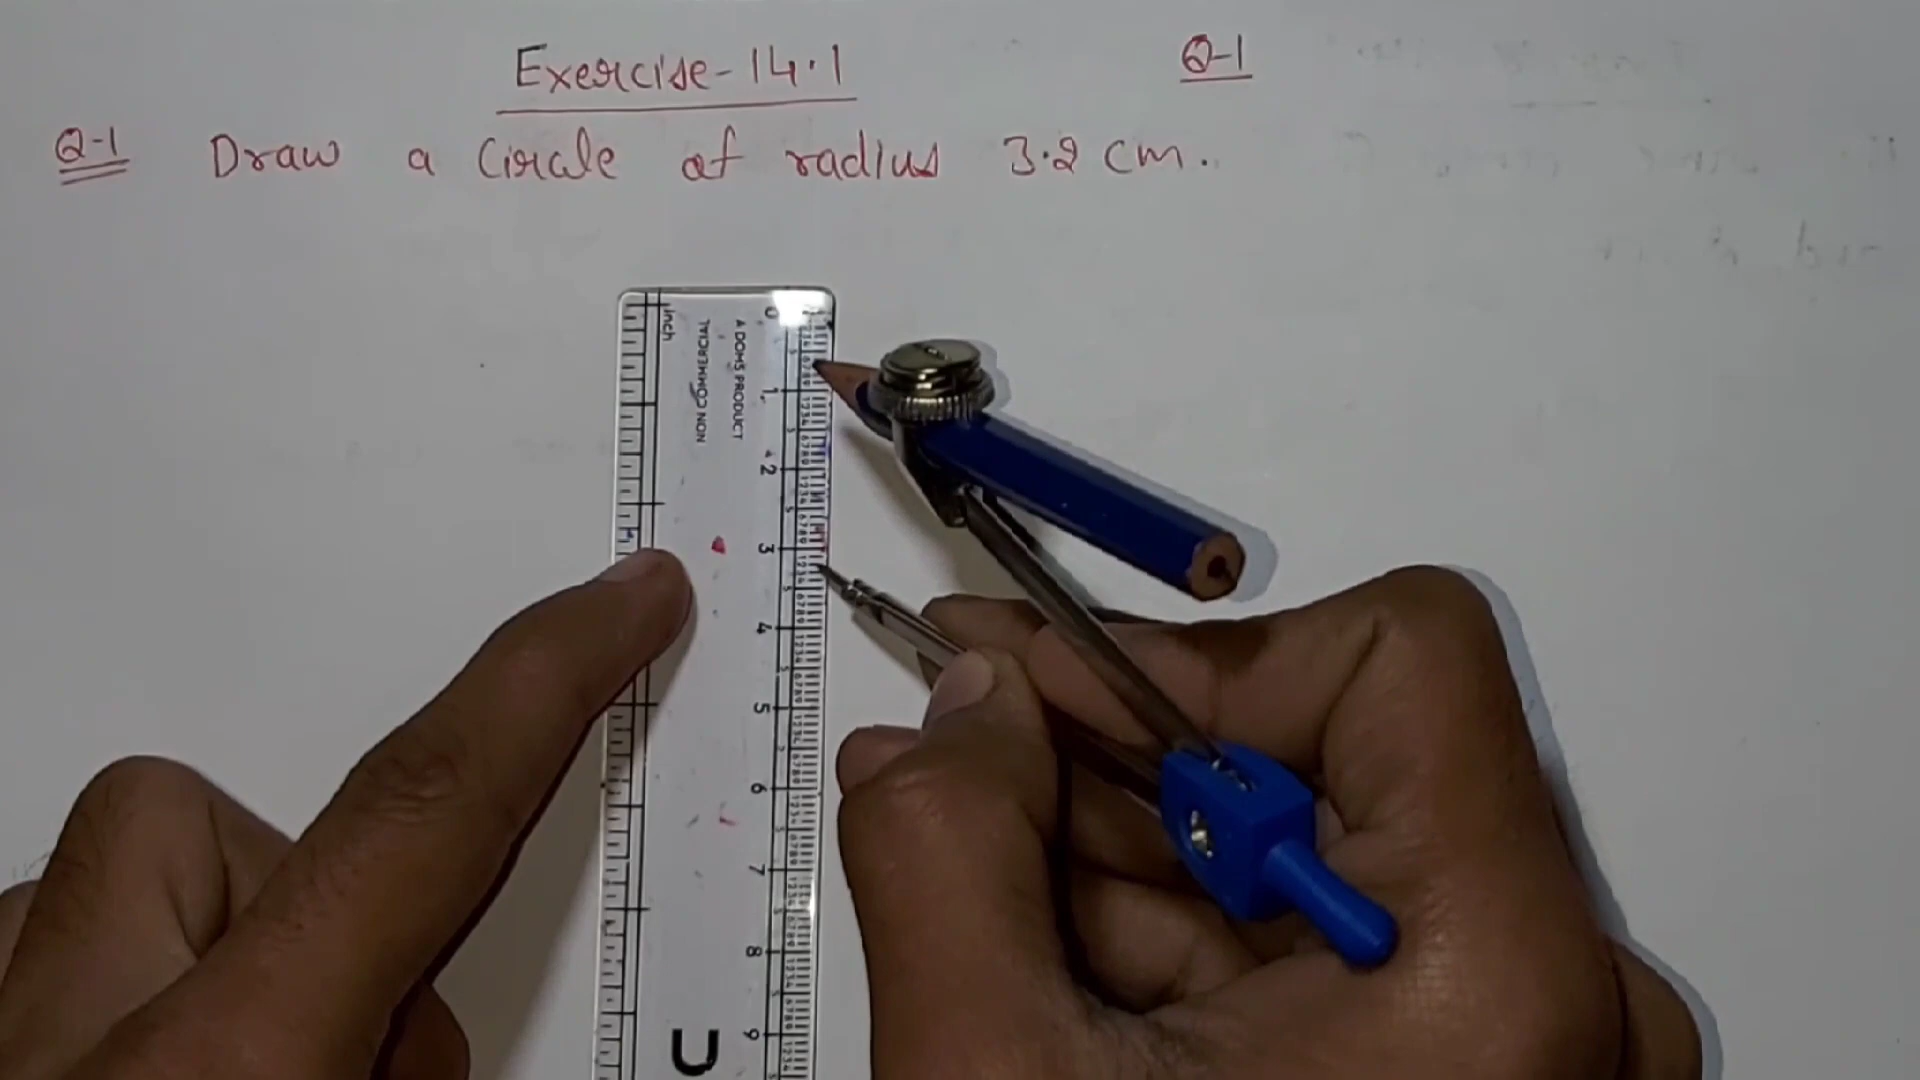 Exercise-14.1
Q-1
Q-1 Draw a Circle of radius 3.2 cm.
inch
NON COMMERCIAL
A DOMS PRODUCT
0 1 2 3 4 5 6 7 8 9